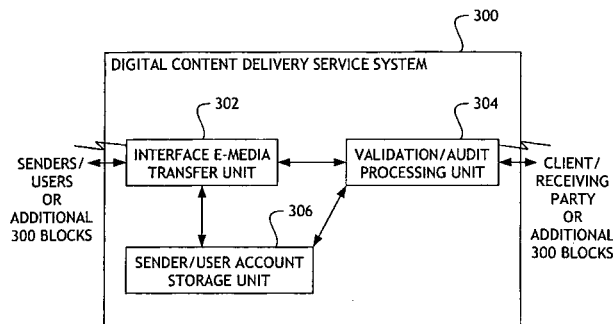 300
DIGITAL CONTENT DELIVERY SERVICE SYSTEM
302
304
INTERFACE E-MEDIA
TRANSFER UNIT
VALIDATION/AUDIT
PROCESSING UNIT
SENDERS/
USERS
OR
ADDITIONAL
300 BLOCKS
CLIENT/
RECEIVING
PARTY
OR
ADDITIONAL
300 BLOCKS
306
SENDER/USER ACCOUNT
STORAGE UNIT